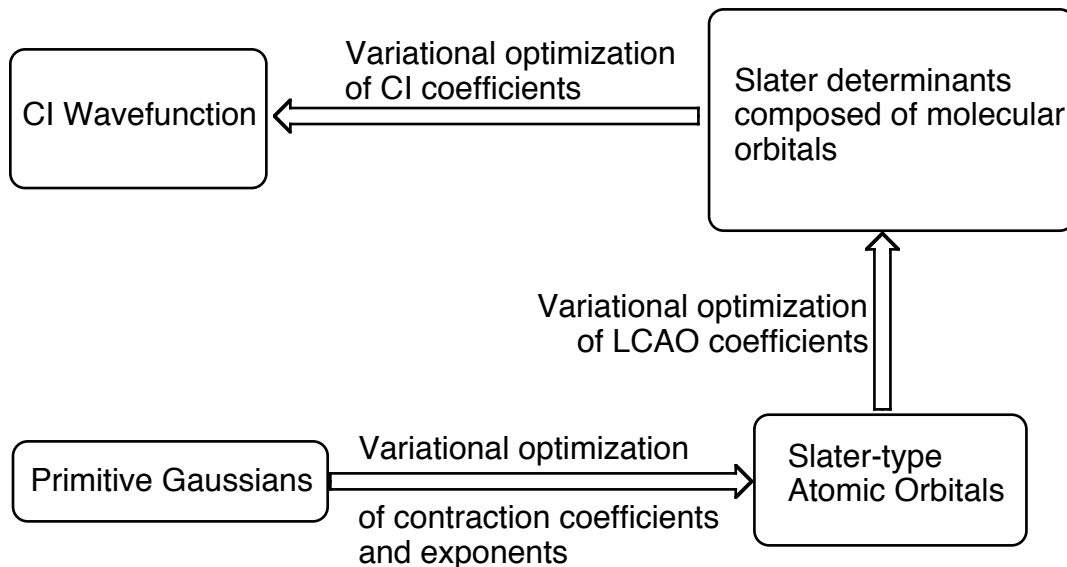 Variational optimization
of CI coefficients
CI Wavefunction
Slater determinants
composed of molecular
orbitals
Variational optimization
of LCAO coefficients
Primitive Gaussians
Variational optimization
of contraction coefficients
and exponents
Slater-type
Atomic Orbitals